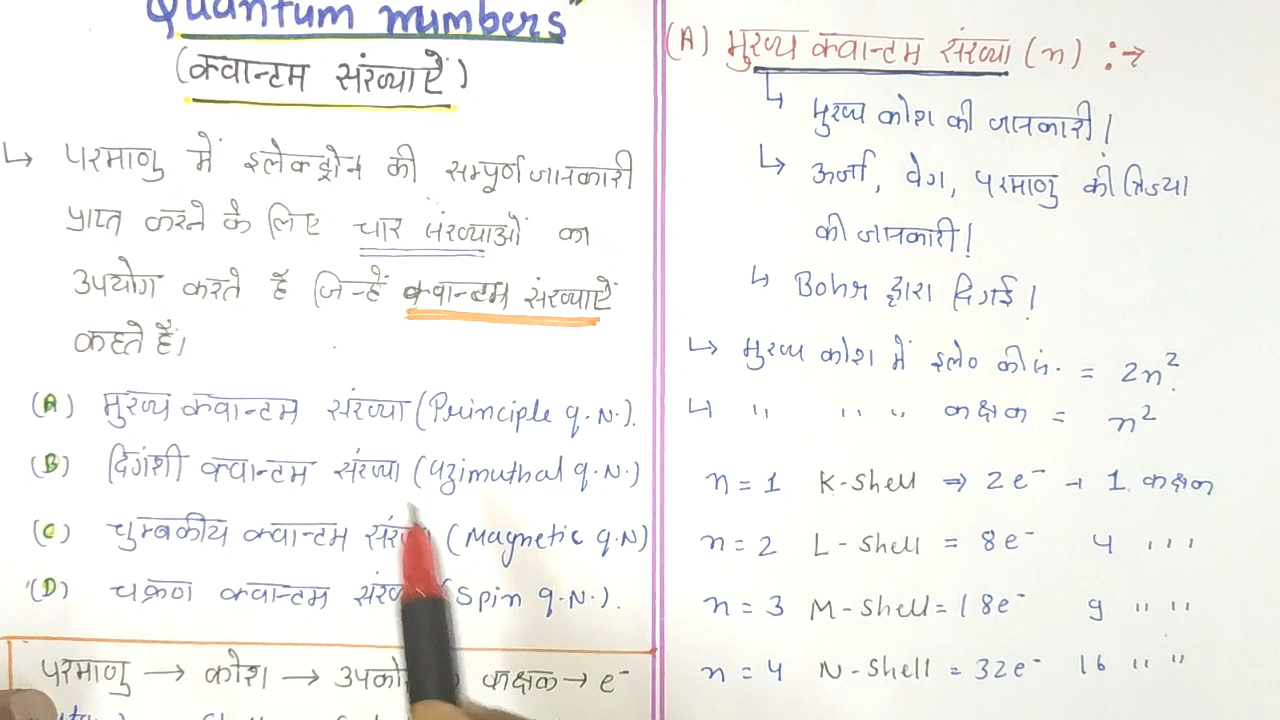 Quantum numbers"
(क्वान्टम संख्याऐं)
↳ परमाणु में इलेक्ट्रोन की सम्पूर्ण जानकारी
प्राप्त करने के लिए चार संख्याओं का
उपयोग करते हैं जिन्हें क्वान्टम संख्याऐं
कहते हैं।
(A) मुख्य क्वान्टम संख्या (Principle q.N.).
(B) दिगंशी क्वान्टम संख्या (Azimuthal q.N.)
(C) चुम्बकीय क्वान्टम (Magnetic q.N)
(D) चक्रण क्वान्टम (Spin q.N.).
परमाणु → कोश → कक्षक → e⁻
(A) मुख्य क्वान्टम संख्या (n) :→
↳ मुख्य कोश की जानकारी।
↳ ऊर्जा, वेग, परमाणु की त्रिज्या
की जानकारी।
↳ Bohr द्वारा दि गई।
↳ मुख्य कोश में इले० की सं. = 2n².
↳ " " " कक्षक = n²
n = 1 K-Shell ⇒ 2e⁻ → 1 कक्षक
n = 2 L-Shell = 8e⁻ 4 ' ' '
n = 3 M-Shell = 18e⁻ 9 " "
n = 4 N-Shell = 32e⁻ 16 " "